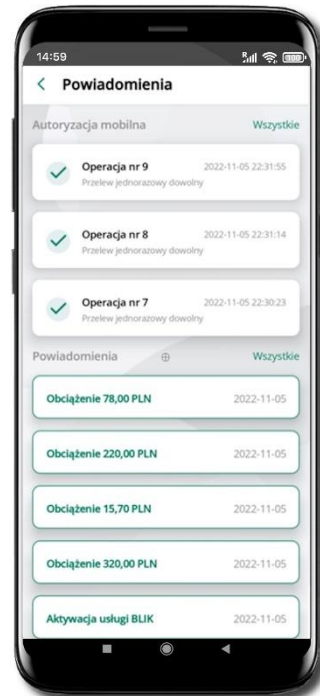 14:59
100
Powiadomienia
Autoryzacja mobilna Wszystkie
Operacja nr 9 2022-11-05 22:31:55
Przelew jednorazowy dowolny
Operacja nr 8 2022-11-05 22:31:14
Przelew jednorazowy dowolny
Operacja nr 7 2022-11-05 22:30:23
Przelew jednorazowy dowolny
Powiadomienia Wszystkie
Obciążenie 78,00 PLN 2022-11-05
Obciążenie 220,00 PLN 2022-11-05
Obciążenie 15,70 PLN 2022-11-05
Obciążenie 320,00 PLN 2022-11-05
Aktywacja usługi BLIK 2022-11-05